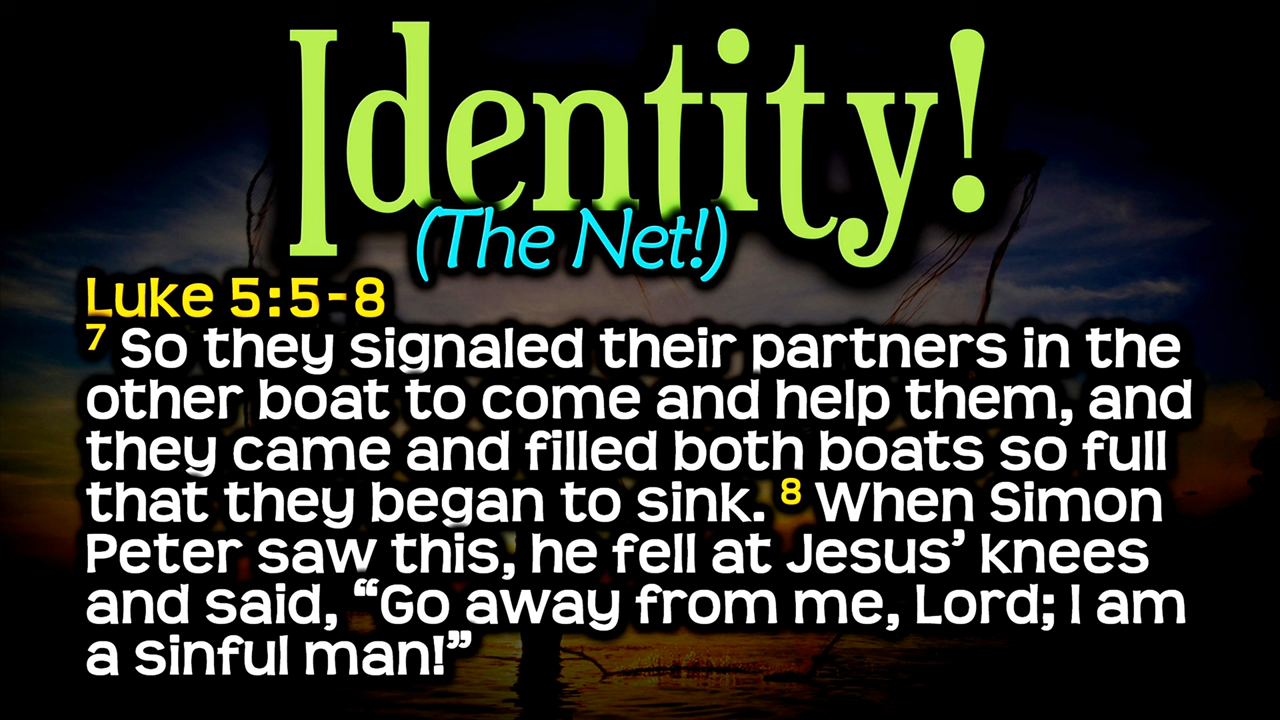 Identity!
(The Net!)
Luke 5:5-8
7 So they signaled their partners in the
other boat to come and help them, and
they came and filled both boats so full
that they began to sink. 8 When Simon
Peter saw this, he fell at Jesus’ knees
and said, “Go away from me, Lord; I am
a sinful man!”